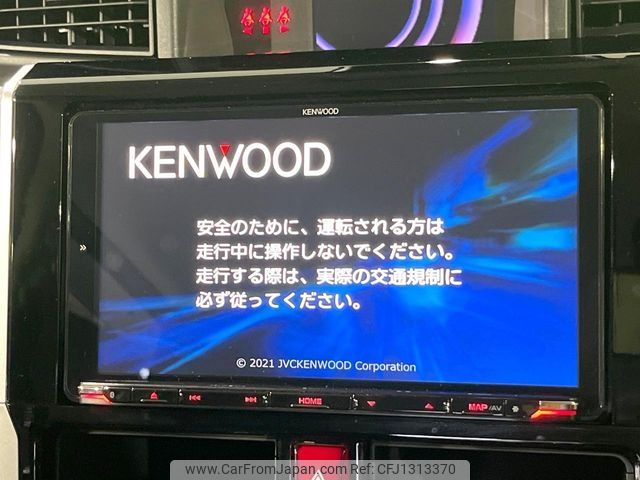 KENWOOD
KENWOOD
安全のために、運転される方は
走行中に操作しないでください。
走行する際は、実際の交通規制に
必ず従ってください。
© 2021 JVCKENWOOD Corporation
HOME
MAP/AV
www.CarFromJapan.com - CFJ1313370